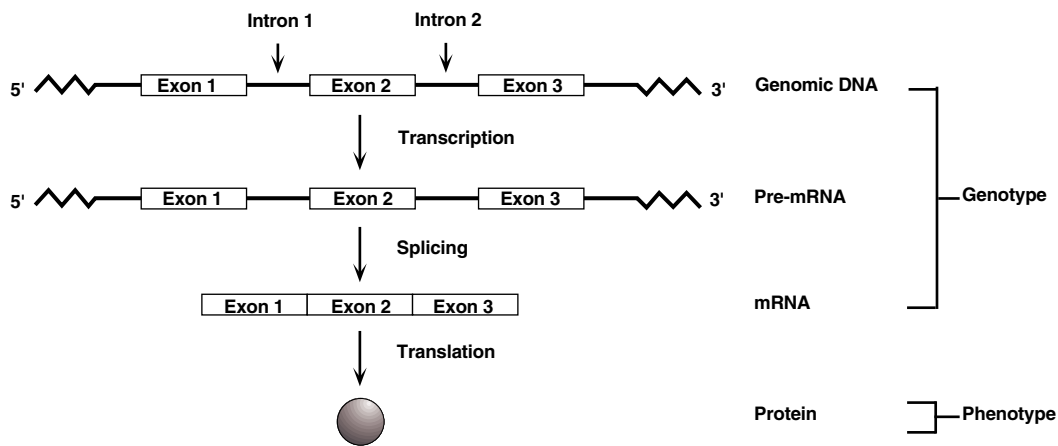 Intron 1 Intron 2
5' Exon 1 Exon 2 Exon 3 3' Genomic DNA
Transcription
5' Exon 1 Exon 2 Exon 3 3' Pre-mRNA Genotype
Splicing
Exon 1 Exon 2 Exon 3 mRNA
Translation
Protein Phenotype